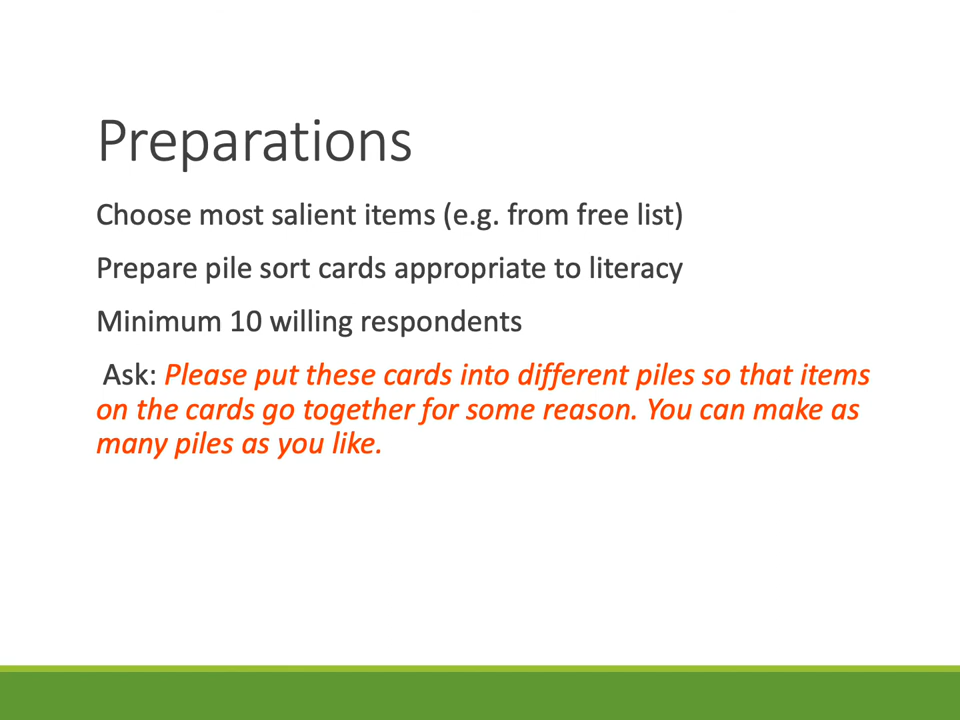 Preparations
Choose most salient items (e.g. from free list)
Prepare pile sort cards appropriate to literacy
Minimum 10 willing respondents
Ask: Please put these cards into different piles so that items
on the cards go together for some reason. You can make as
many piles as you like.